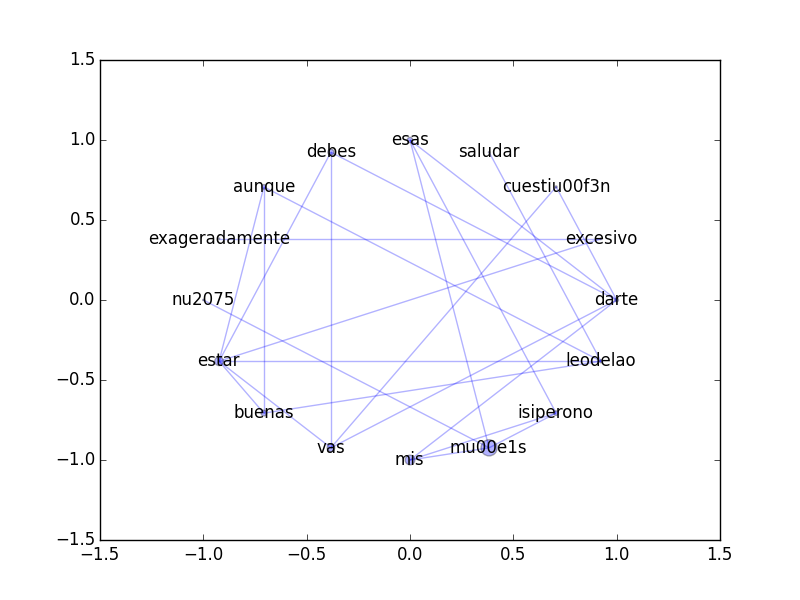 1.5
1.0
0.5
0.0
−0.5
−1.0
−1.5
esas
debes
saludar
aunque
cuestiu00f3n
exageradamente
excesivo
nu2075
darte
estar
leodelao
buenas
isiperono
vas
mu00e1s
mis
−1.5 −1.0 −0.5 0.0 0.5 1.0 1.5